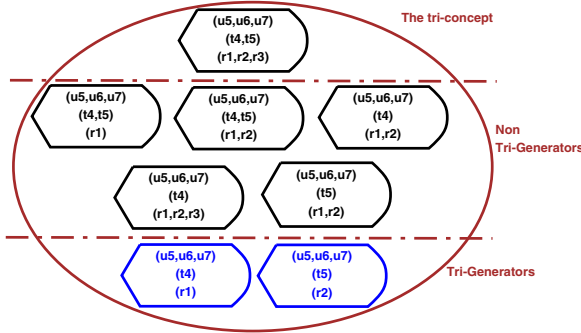 The tri-concept
(u5,u6,u7)
(t4,t5)
(r1,r2,r3)
(u5,u6,u7)
(t4,t5)
(r1)
(u5,u6,u7)
(t4,t5)
(r1,r2)
(u5,u6,u7)
(t4)
(r1,r2)
Non
Tri-Generators
(u5,u6,u7)
(t4)
(r1,r2,r3)
(u5,u6,u7)
(t5)
(r1,r2)
(u5,u6,u7)
(t4)
(r1)
(u5,u6,u7)
(t5)
(r2)
Tri-Generators